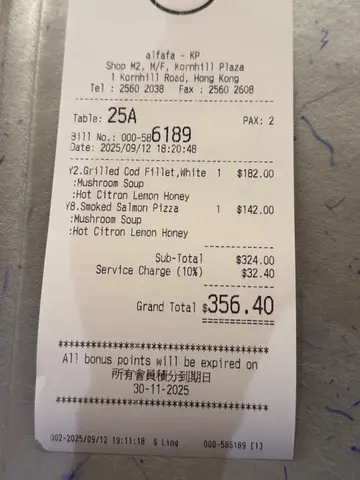 alfafa - KP
Shop M2, M/F, Kornhill Plaza
1 Kornhill Road, Hong Kong
Tel : 2560 2038 Fax : 2560 2608
Table: 25A PAX: 2
Bill No.: 000-586189
Date: 2025/09/12 18:20:48
Y2.Grilled Cod Fillet,White 1 $182.00
:Mushroom Soup
:Hot Citron Lemon Honey
Y8.Smoked Salmon Pizza 1 $142.00
:Mushroom Soup
:Hot Citron Lemon Honey
Sub-Total $324.00
Service Charge (10%) $32.40
Grand Total $356.40
All bonus points will be expired on
所有會員積分到期日
30-11-2025
002-2025/09/12 19:11:18 S Ling 000-586189 [1]